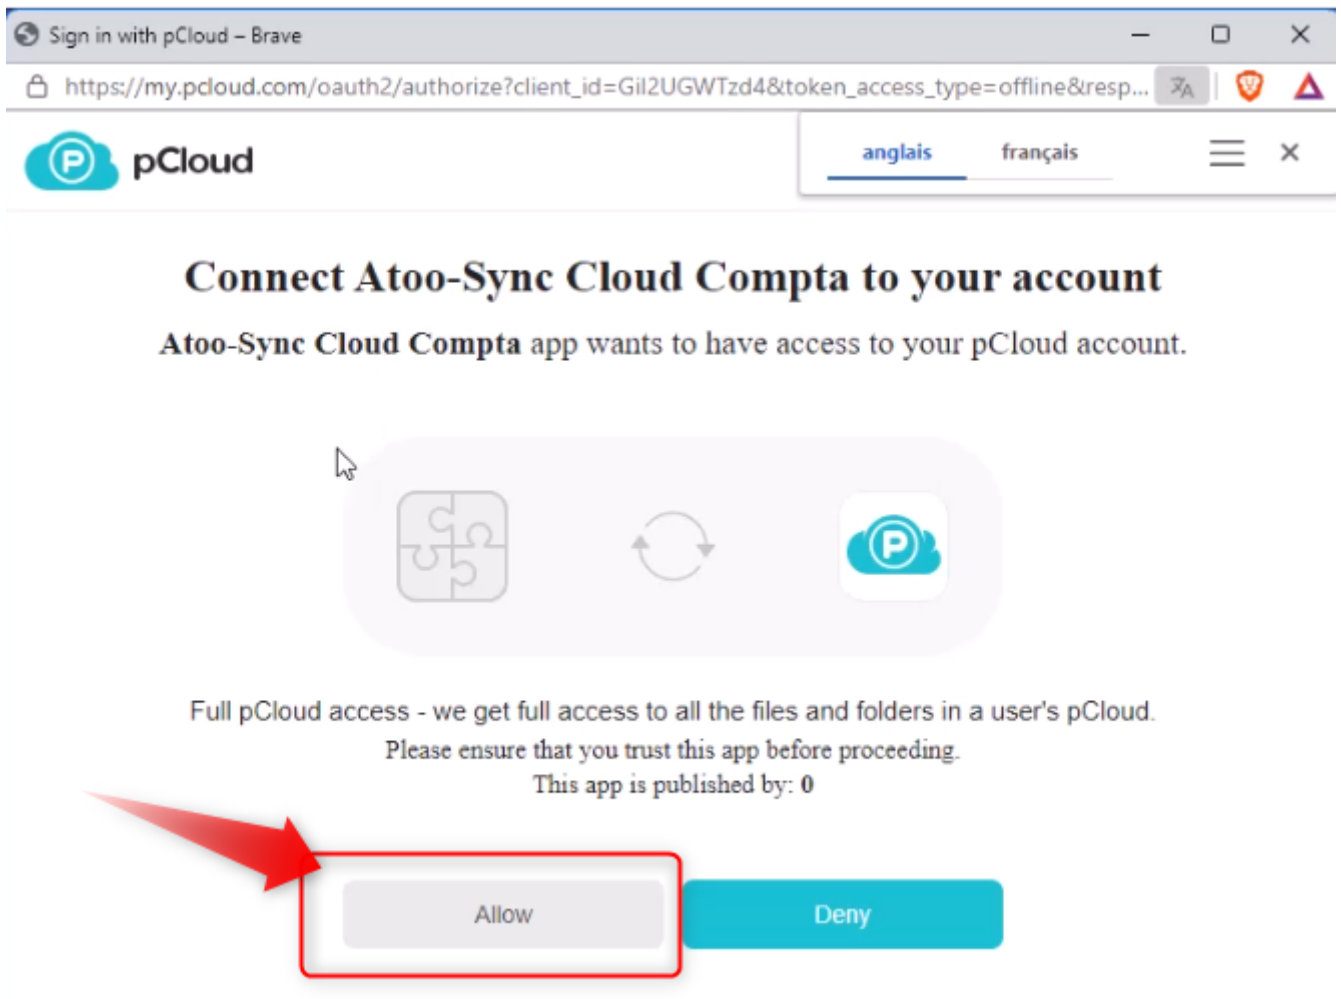 Sign in with pCloud – Brave
https://my.pcloud.com/oauth2/authorize?client_id=Gil2UGWTzd4&token_access_type=offline&resp...
pCloud
anglais français
Connect Atoo-Sync Cloud Compta to your account
Atoo-Sync Cloud Compta app wants to have access to your pCloud account.
Full pCloud access - we get full access to all the files and folders in a user's pCloud.
Please ensure that you trust this app before proceeding.
This app is published by: 0
Allow Deny